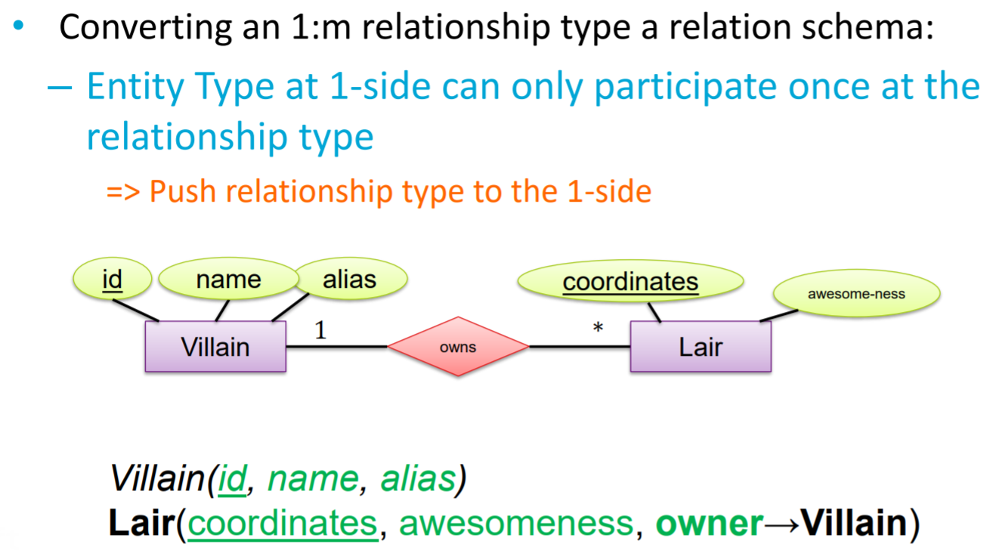 • Converting an 1:m relationship type a relation schema:
– Entity Type at 1-side can only participate once at the
relationship type
=> Push relationship type to the 1-side
id name alias coordinates awesome-ness
1 *
Villain owns Lair
Villain(id, name, alias)
Lair(coordinates, awesomeness, owner→Villain)